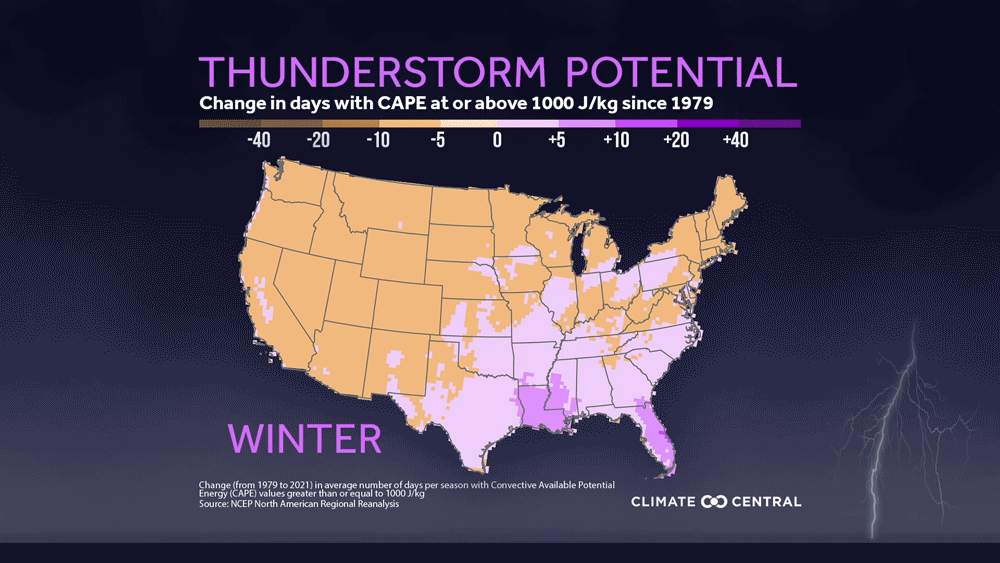 THUNDERSTORM POTENTIAL
Change in days with CAPE at or above 1000 J/kg since 1979
-40 -20 -10 -5 0 +5 +10 +20 +40
WINTER
Change (from 1979 to 2021) in average number of days per season with Convective Available Potential
Energy (CAPE) values greater than or equal to 1000 J/kg
Source: NCEP North American Regional Reanalysis
CLIMATE CENTRAL